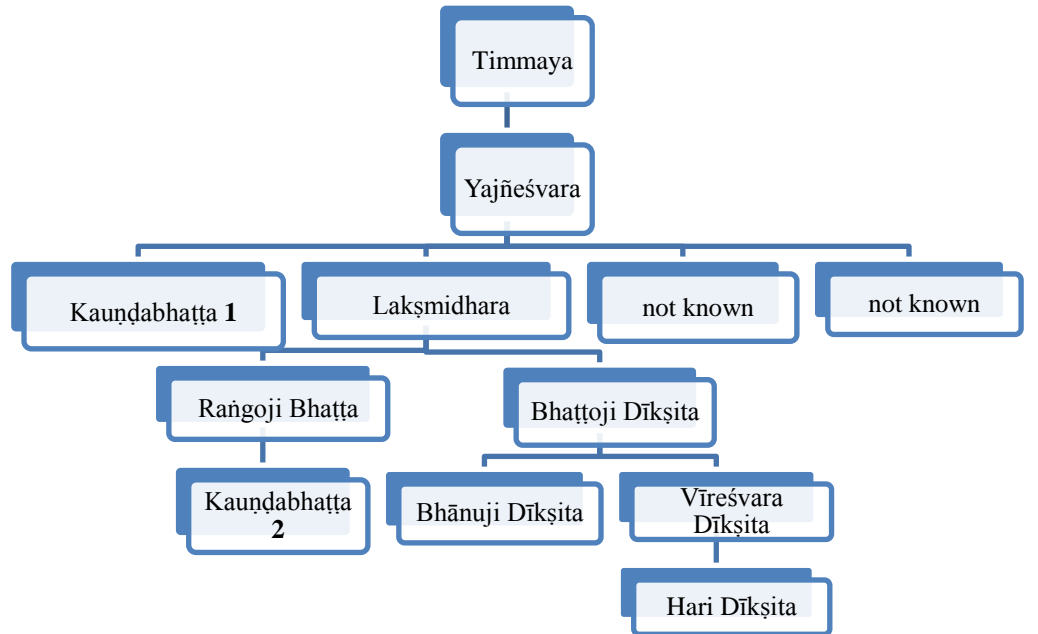 Timmaya
Yajñeśvara
Kauṇḍabhaṭṭa 1
Lakṣmidhara
not known
not known
Raṅgoji Bhaṭṭa
Bhaṭṭoji Dīkṣita
Kauṇḍabhaṭṭa
2
Bhānuji Dīkṣita
Vīreśvara
Dīkṣita
Hari Dīkṣita